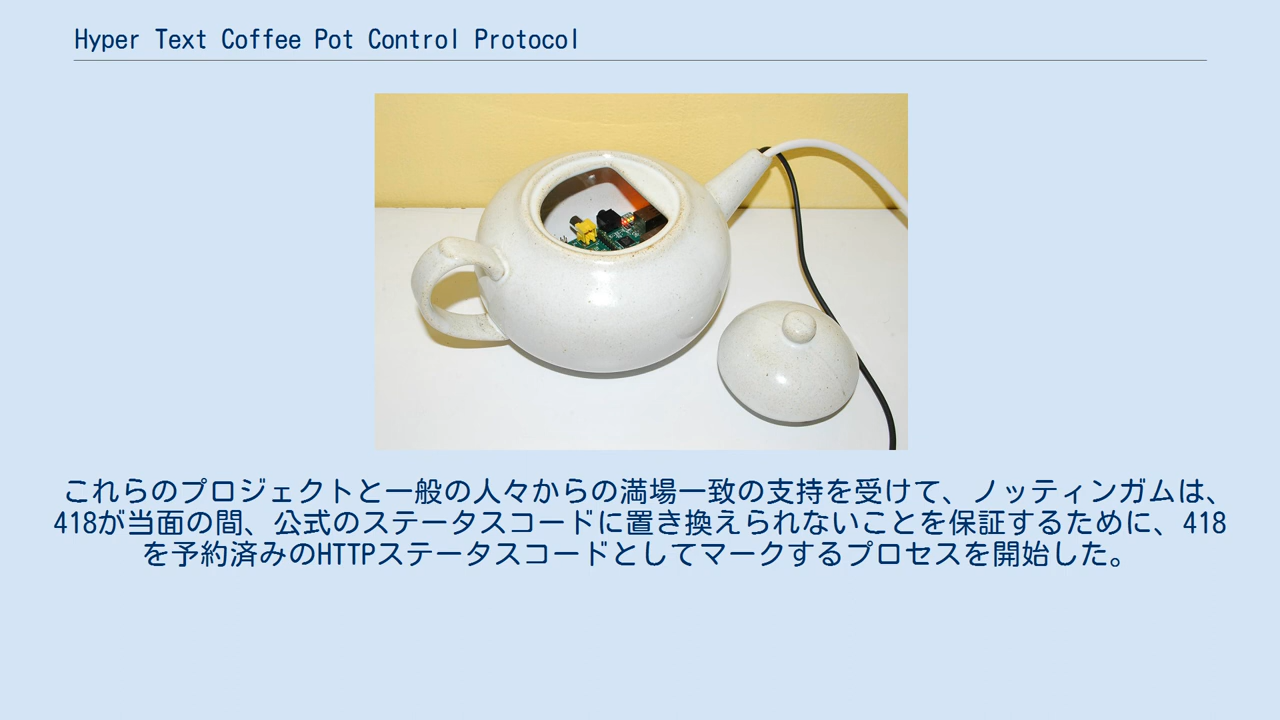 Hyper Text Coffee Pot Control Protocol
これらのプロジェクトと一般の人々からの満場一致の支持を受けて、ノッティンガムは、
418が当面の間、公式のステータスコードに置き換えられないことを保証するために、418
を予約済みのHTTPステータスコードとしてマークするプロセスを開始した。